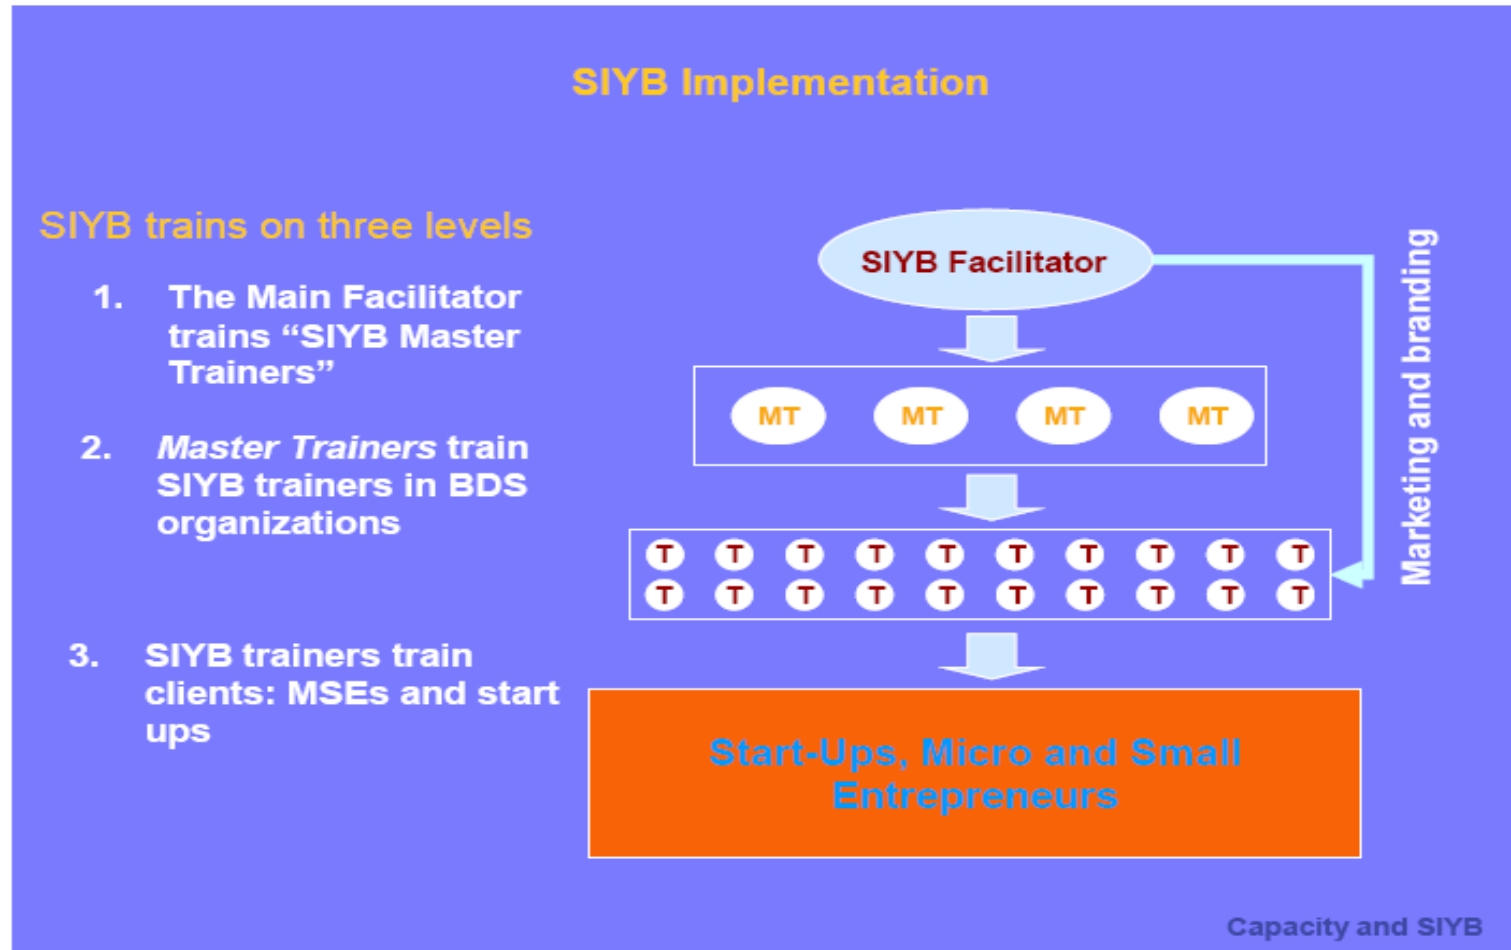 SIYB Implementation
SIYB trains on three levels
1. The Main Facilitator
trains “SIYB Master
Trainers”
2. Master Trainers train
SIYB trainers in BDS
organizations
3. SIYB trainers train
clients: MSEs and start
ups
SIYB Facilitator
MT MT MT MT
T T T T T T T T T T
T T T T T T T T T T
Start-Ups, Micro and Small
Entrepreneurs
Marketing and branding
Capacity and SIYB